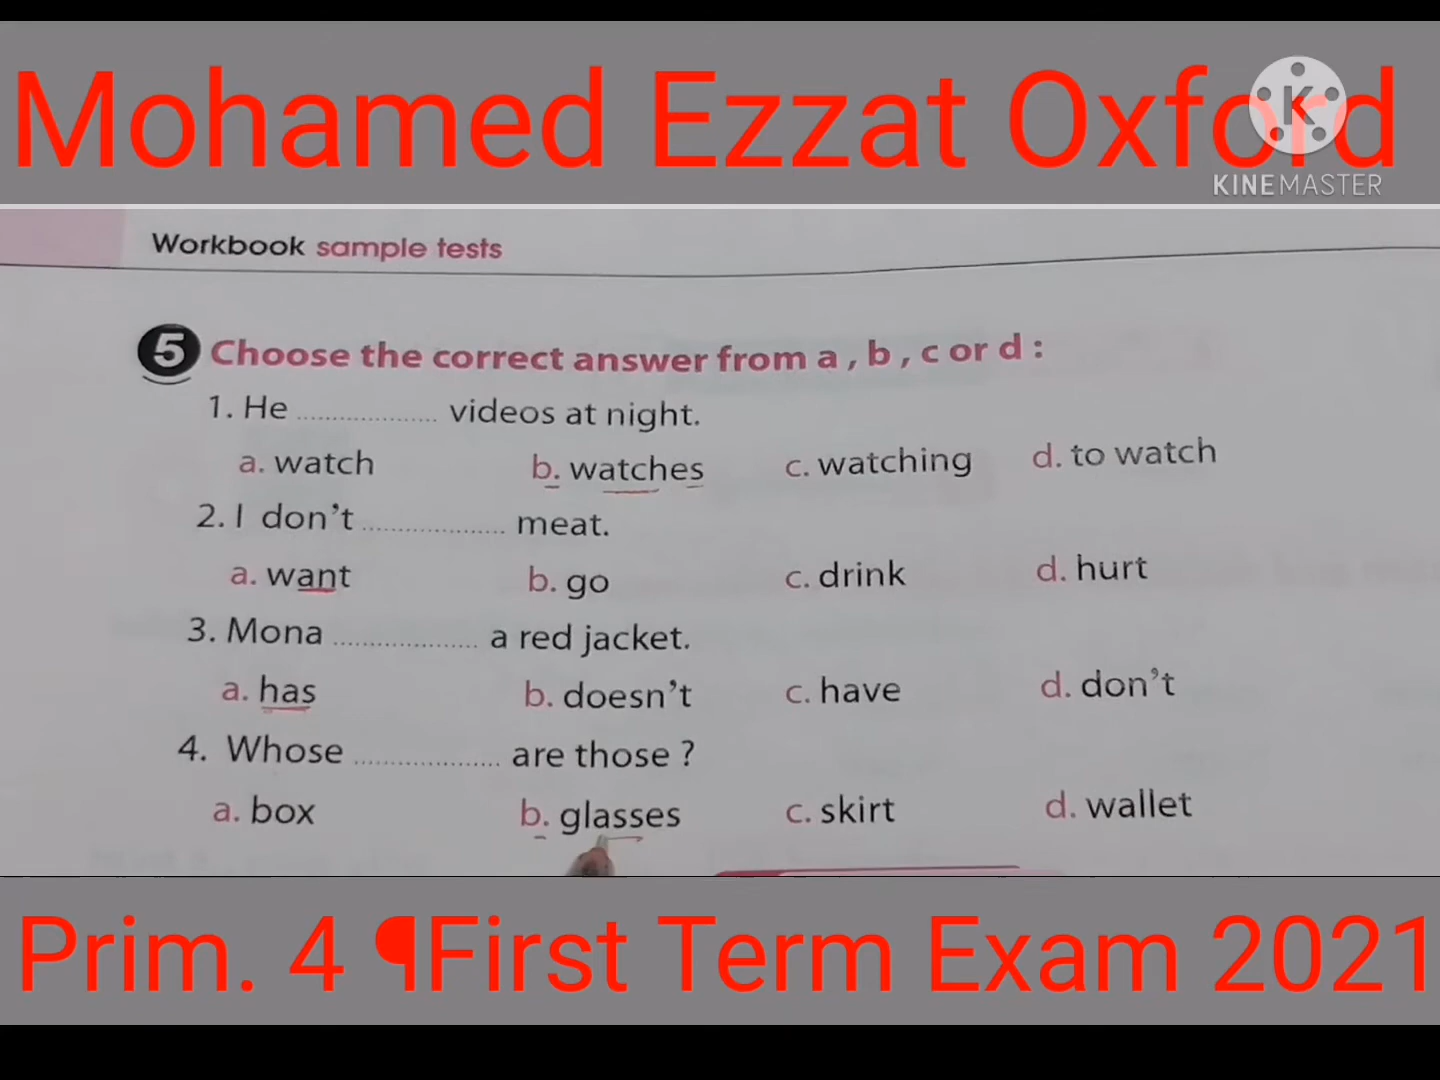 Mohamed Ezzat Oxford
K
KINEMASTER
Workbook sample tests
5 Choose the correct answer from a , b , c or d :
1. He .................... videos at night.
a. watch b. watches c. watching d. to watch
2. I don't .................... meat.
a. want b. go c. drink d. hurt
3. Mona .................... a red jacket.
a. has b. doesn't c. have d. don't
4. Whose .................... are those ?
a. box b. glasses c. skirt d. wallet
Prim. 4 ¶First Term Exam 2021